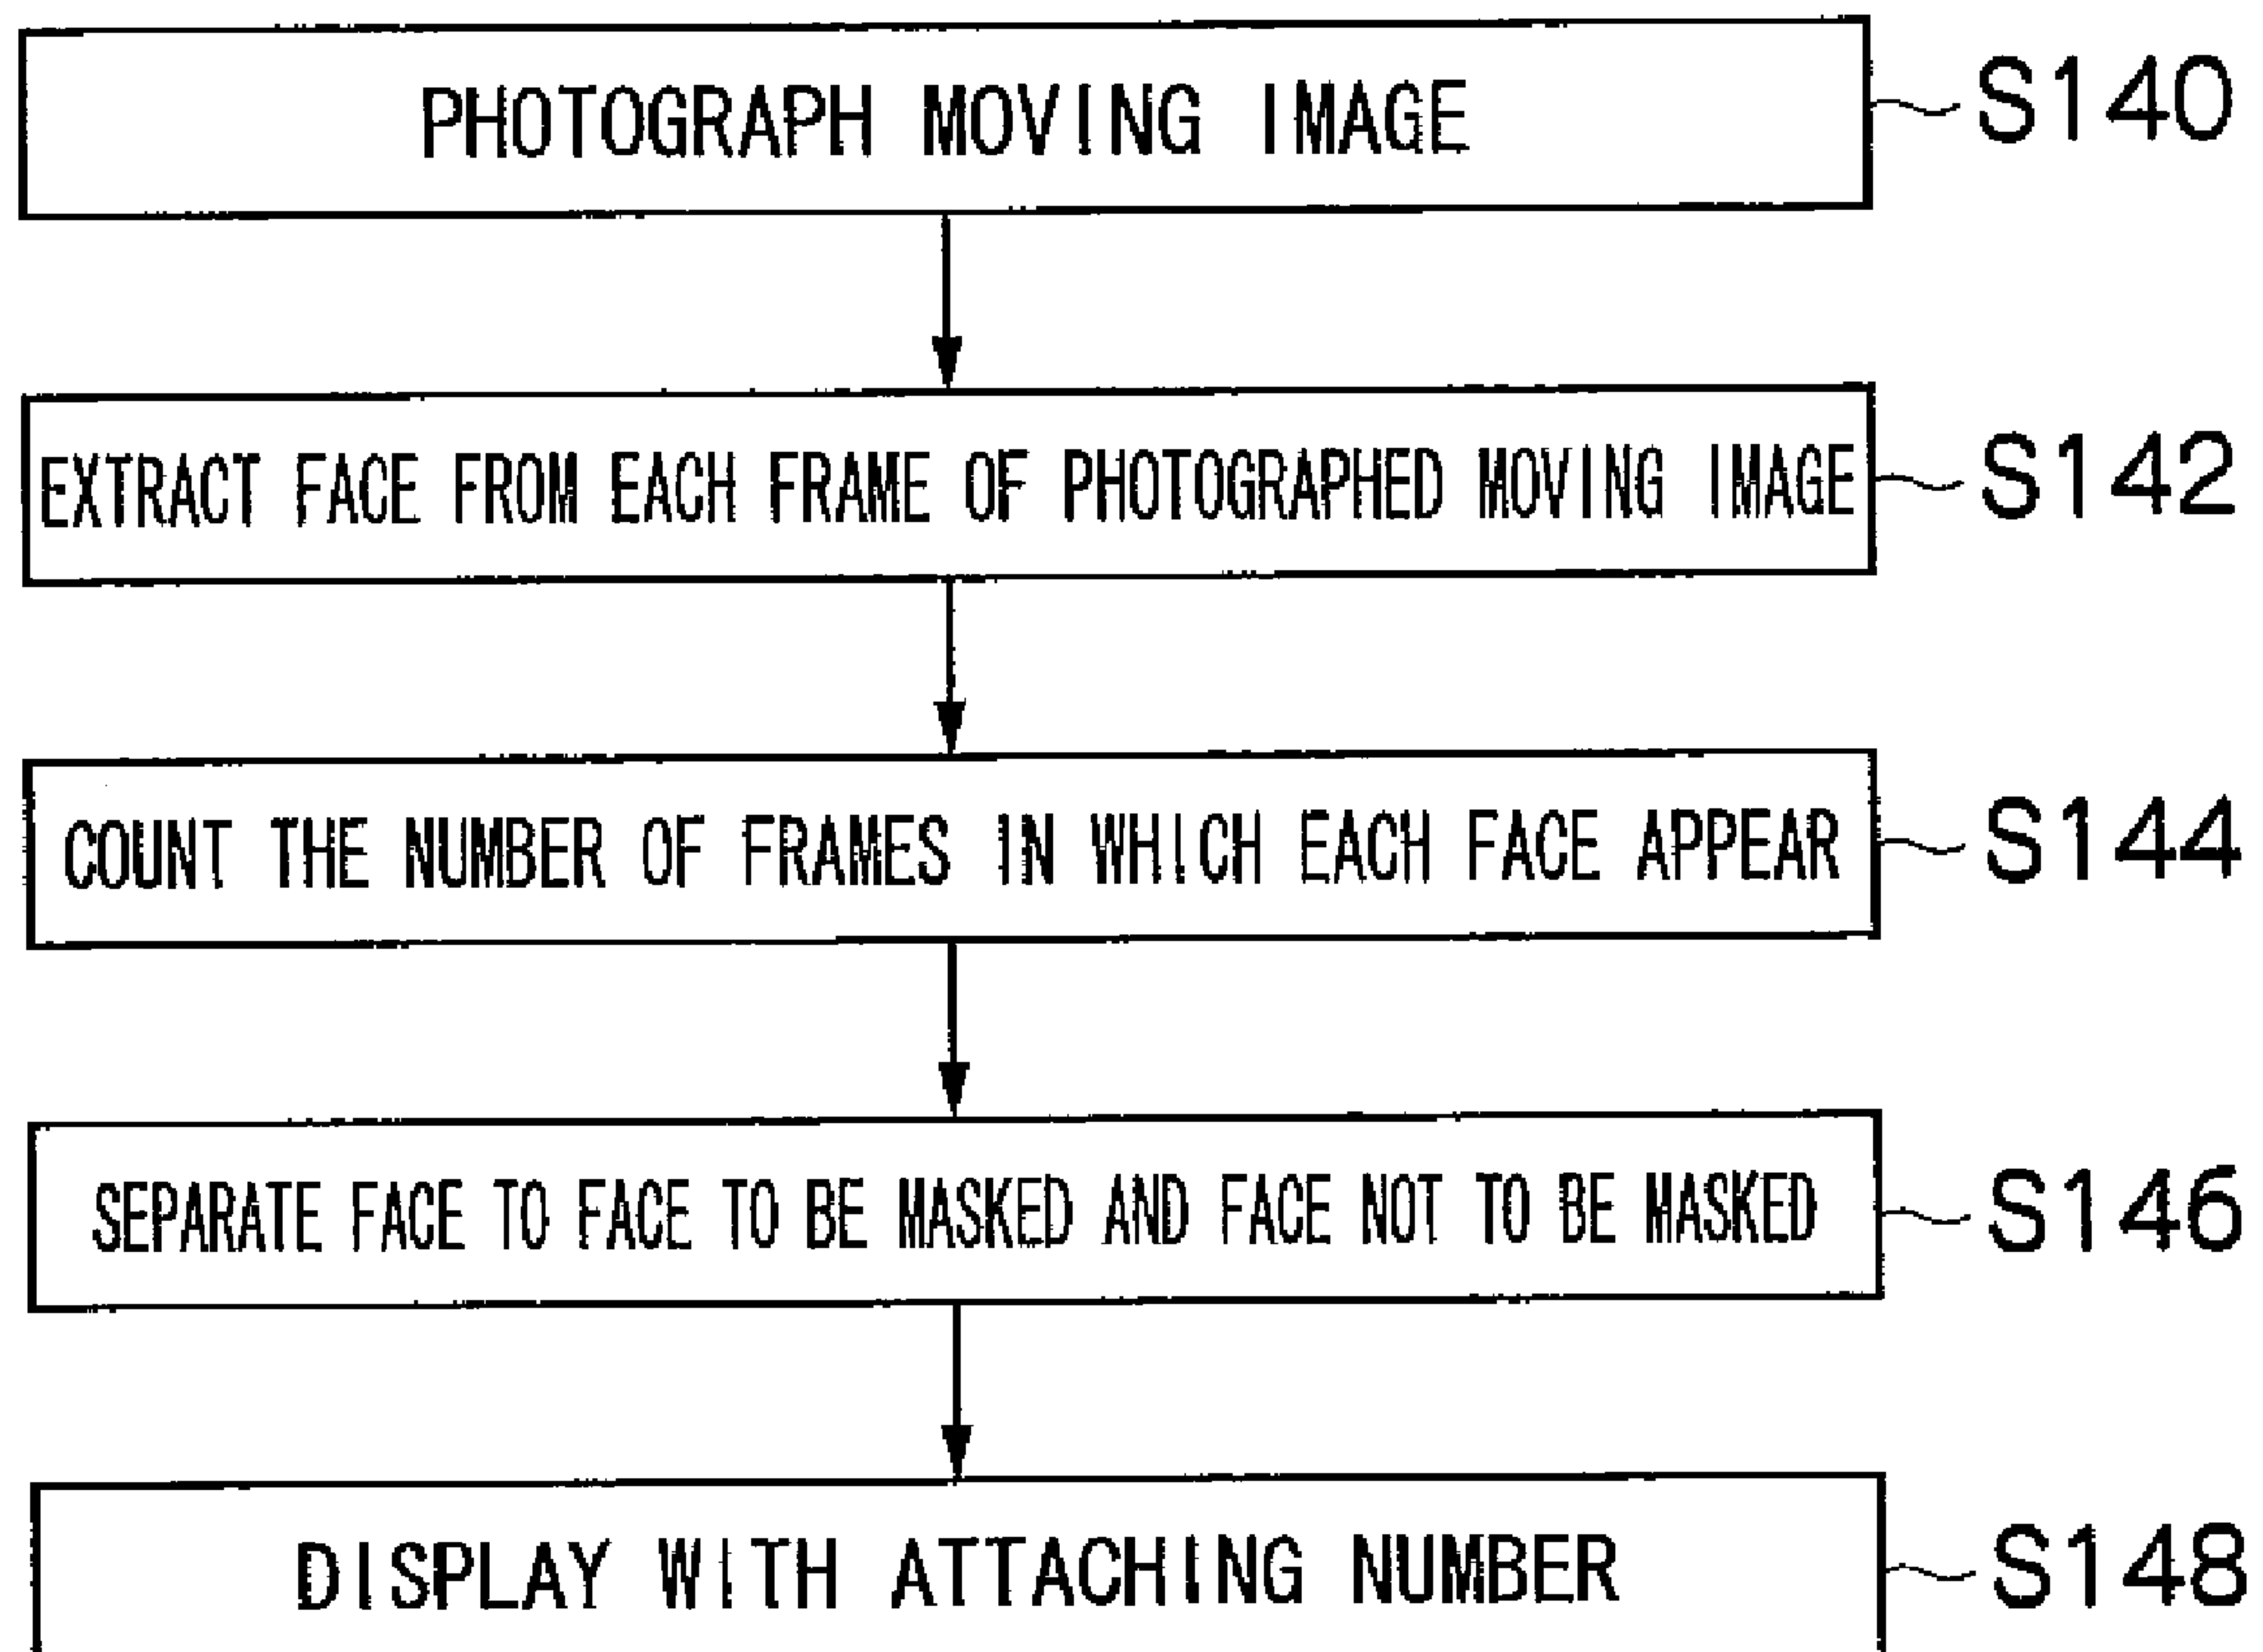 PHOTOGRAPH MOVING IMAGE S140
EXTRACT FACE FROM EACH FRAME OF PHOTOGRAPHED MOVING IMAGE S142
COUNT THE NUMBER OF FRAMES IN WHICH EACH FACE APPEAR S144
SEPARATE FACE TO FACE TO BE MASKED AND FACE NOT TO BE MASKED S146
DISPLAY WITH ATTACHING NUMBER S148